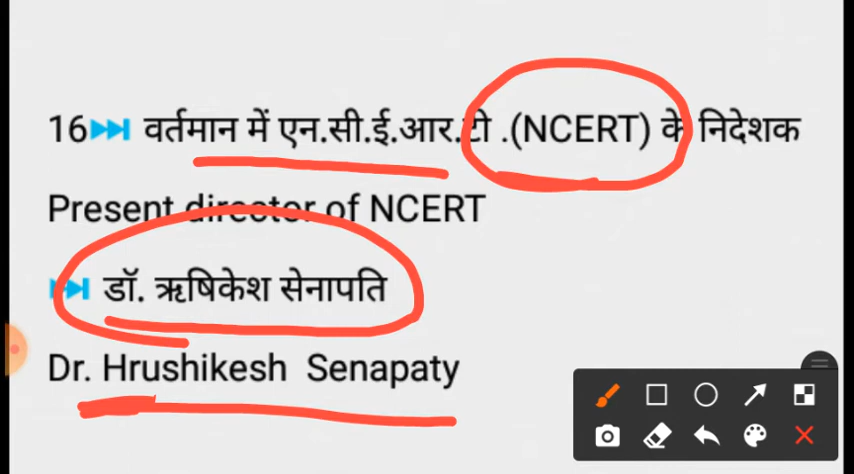 16 वर्तमान में एन.सी.ई.आर.टी .(NCERT) के निदेशक
Present director of NCERT
डॉ. ऋषिकेश सेनापति
Dr. Hrushikesh Senapaty